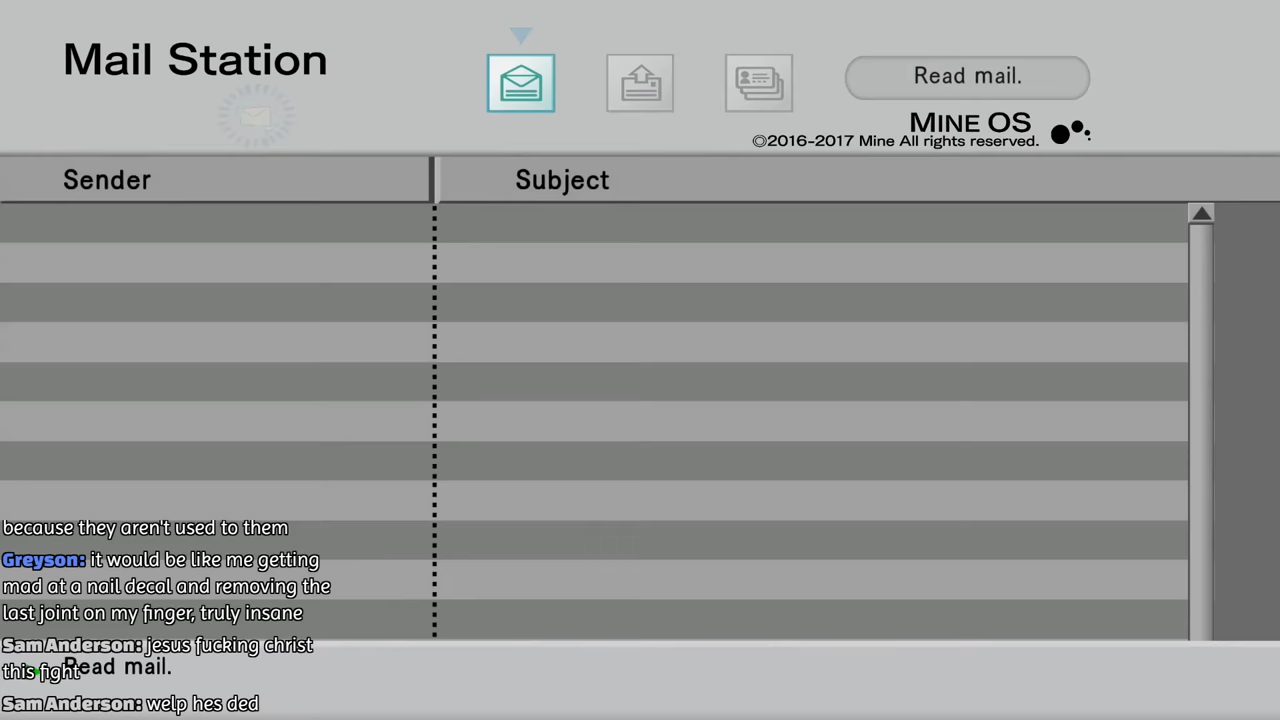 Mail Station
Read mail.
MINE OS
©2016-2017 Mine All rights reserved.
Sender
Subject
because they aren't used to them
Greyson: it would be like me getting
mad at a nail decal and removing the
last joint on my finger, truly insane
Sam Anderson: jesus fucking christ
this fight
Read mail.
Sam Anderson: welp hes ded